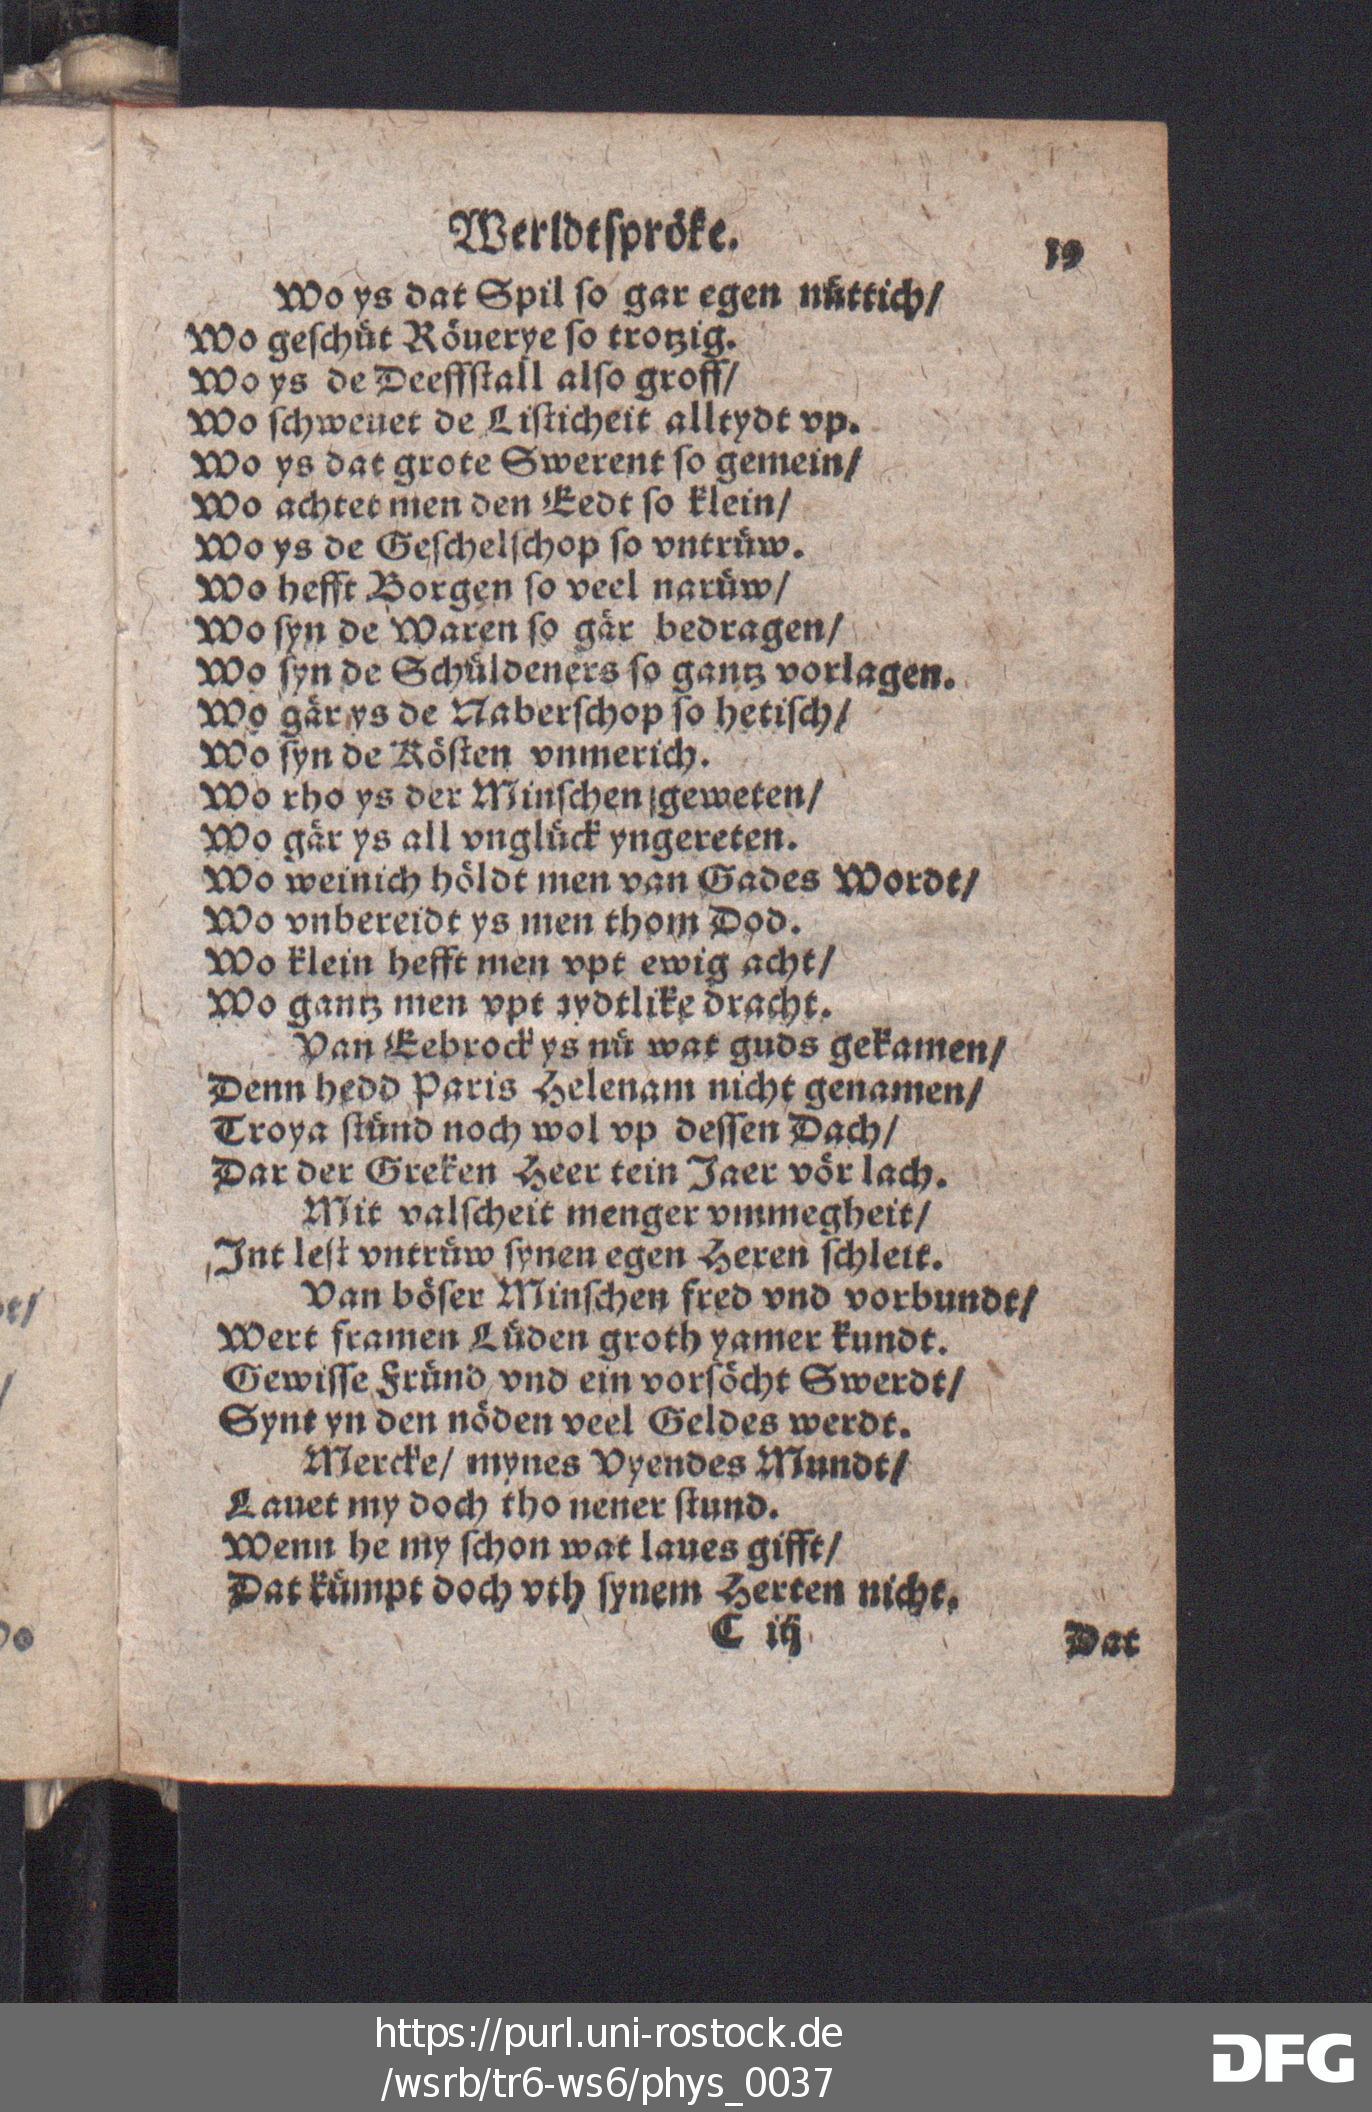 Werldtſpröke.
19
Wo ys dat Spil ſo gar egen nüttich/
Wo geſchüt Röuerye ſo trotzig.
Wo ys de Deeffſtall alſo groff/
Wo ſchweuet de Liſticheit alltydt vp.
Wo ys dat grote Swerent ſo gemein/
Wo achtet men den Eedt ſo klein/
Wo ys de Geſchelſchop ſo vntrüw.
Wo hefft Borgen ſo veel narüw/
Wo ſyn de Waren ſo gär bedragen/
Wo ſyn de Schüldeners ſo gantz vorlagen.
Wo gär ys de Naberſchop ſo hetiſch/
Wo ſyn de Köſten vnmerich.
Wo rho ys der Minſchen geweten/
Wo gär ys all vnglück yngereten.
Wo weinich höldt men van Gades Wordt/
Wo vnbereidt ys men thom Dod.
Wo klein hefft men vpt ewig acht/
Wo gantz men vpt zydtlike dracht.
Van Eebrock ys nü wat guds gekamen/
Denn hedd Paris Helenam nicht genamen/
Troya ſtünd noch wol vp deſſen Dach/
Dar der Greken Heer tein Jaer vör lach.
Mit valſcheit menger vmmegheit/
Int leſt vntrüw ſynen egen Heren ſchleit.
Van böſer Minſchen fred vnd vorbundt/
Wert framen Lüden groth yamer kundt.
Gewiſſe Fründ vnd ein vorſöcht Swerdt/
Synt yn den nöden veel Geldes werdt.
Mercke/ mynes Vyendes Mundt/
Lauet my doch tho nener ſtund.
Wenn he my ſchon wat laues gifft/
Dat kümpt doch vth ſynem Herten nicht.
C iij
Dat
https://purl.uni-rostock.de
/wsrb/tr6-ws6/phys_0037
DFG